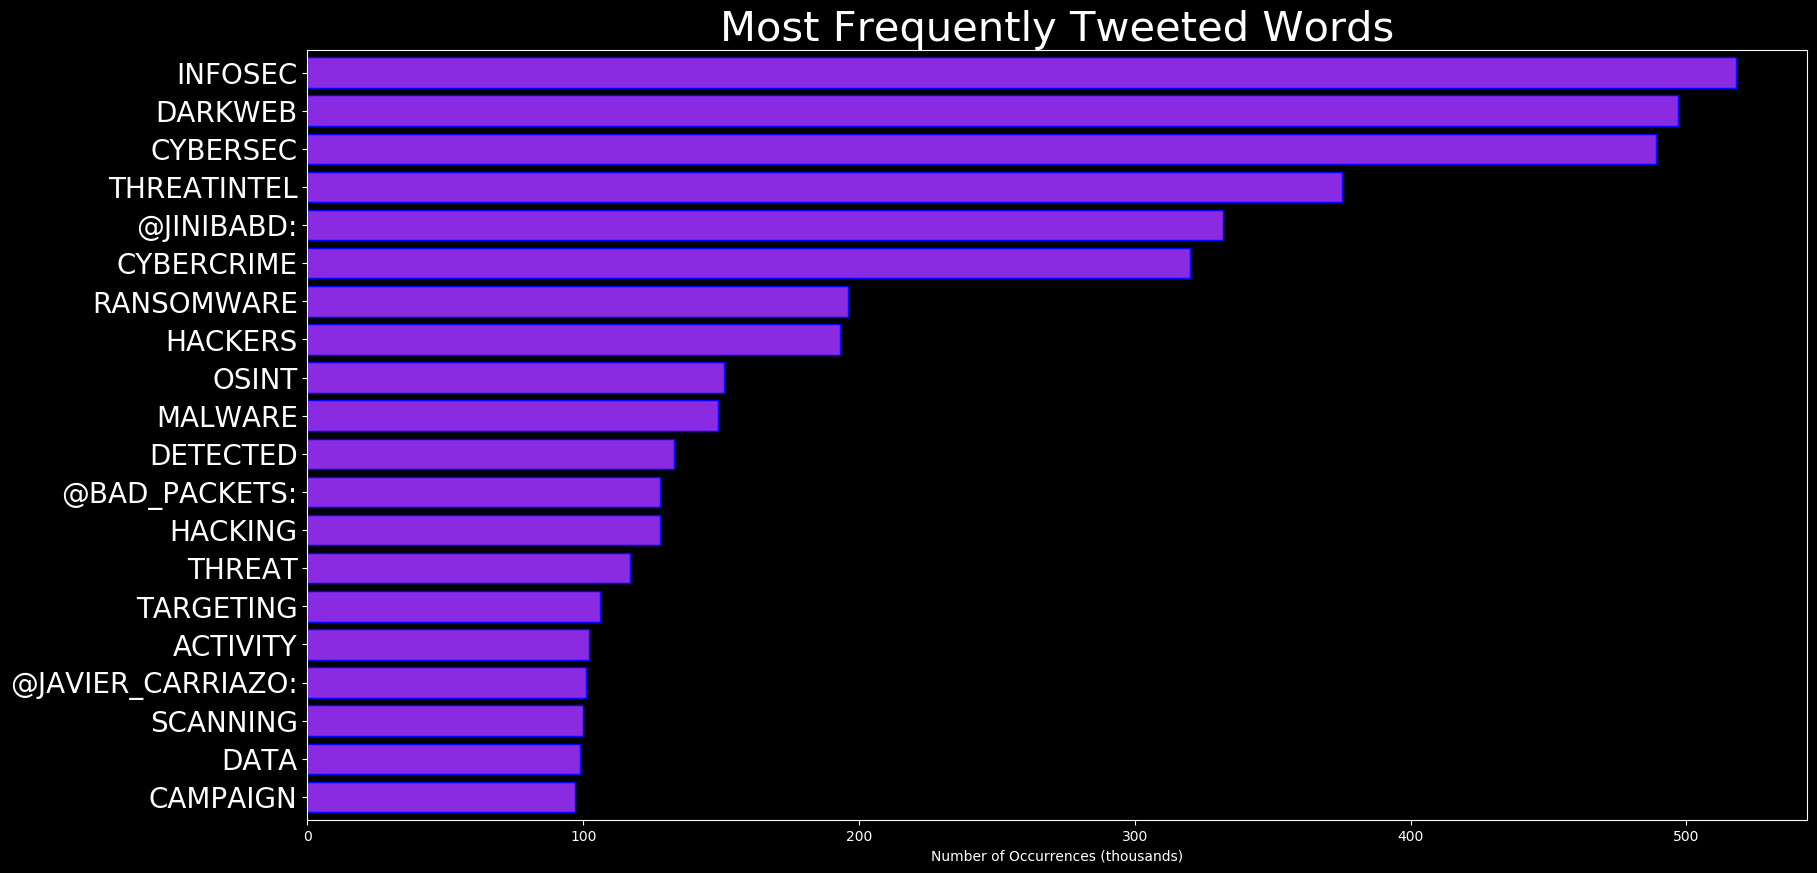 Most Frequently Tweeted Words
INFOSEC
DARKWEB
CYBERSEC
THREATINTEL
@JINIBABD:
CYBERCRIME
RANSOMWARE
HACKERS
OSINT
MALWARE
DETECTED
@BAD_PACKETS:
HACKING
THREAT
TARGETING
ACTIVITY
@JAVIER_CARRIAZO:
SCANNING
DATA
CAMPAIGN
0 100 200 300 400 500
Number of Occurrences (thousands)